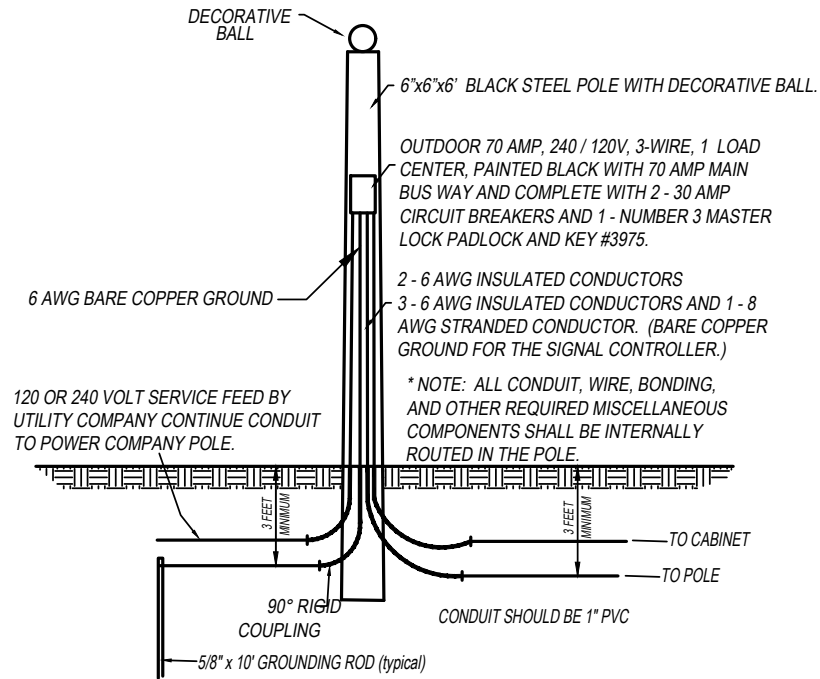 DECORATIVE
BALL
6"x6"x6' BLACK STEEL POLE WITH DECORATIVE BALL.
OUTDOOR 70 AMP, 240 / 120V, 3-WIRE, 1 LOAD
CENTER, PAINTED BLACK WITH 70 AMP MAIN
BUS WAY AND COMPLETE WITH 2 - 30 AMP
CIRCUIT BREAKERS AND 1 - NUMBER 3 MASTER
LOCK PADLOCK AND KEY #3975.
6 AWG BARE COPPER GROUND
2 - 6 AWG INSULATED CONDUCTORS
3 - 6 AWG INSULATED CONDUCTORS AND 1 - 8
AWG STRANDED CONDUCTOR. (BARE COPPER
GROUND FOR THE SIGNAL CONTROLLER.)
120 OR 240 VOLT SERVICE FEED BY
UTILITY COMPANY CONTINUE CONDUIT
TO POWER COMPANY POLE.
* NOTE: ALL CONDUIT, WIRE, BONDING,
AND OTHER REQUIRED MISCELLANEOUS
COMPONENTS SHALL BE INTERNALLY
ROUTED IN THE POLE.
3 FEET
MINIMUM
3 FEET
MINIMUM
TO CABINET
TO POLE
90° RIGID
COUPLING
CONDUIT SHOULD BE 1" PVC
5/8" x 10' GROUNDING ROD (typical)